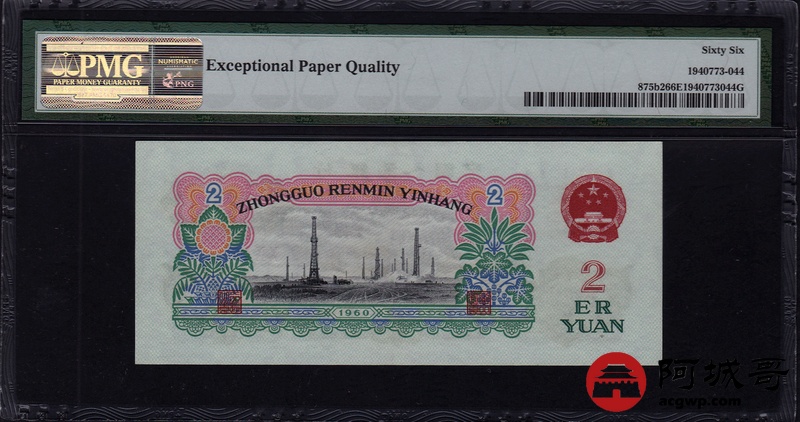 PMG
PAPER MONEY GUARANTY
NUMISMATIC
PNG
Exceptional Paper Quality
Sixty Six
1940773-044
875b266E1940773044G
2
ZHONGGUO RENMIN YINHANG
2
1960
2
ER
YUAN
阿城哥
acgwp.com